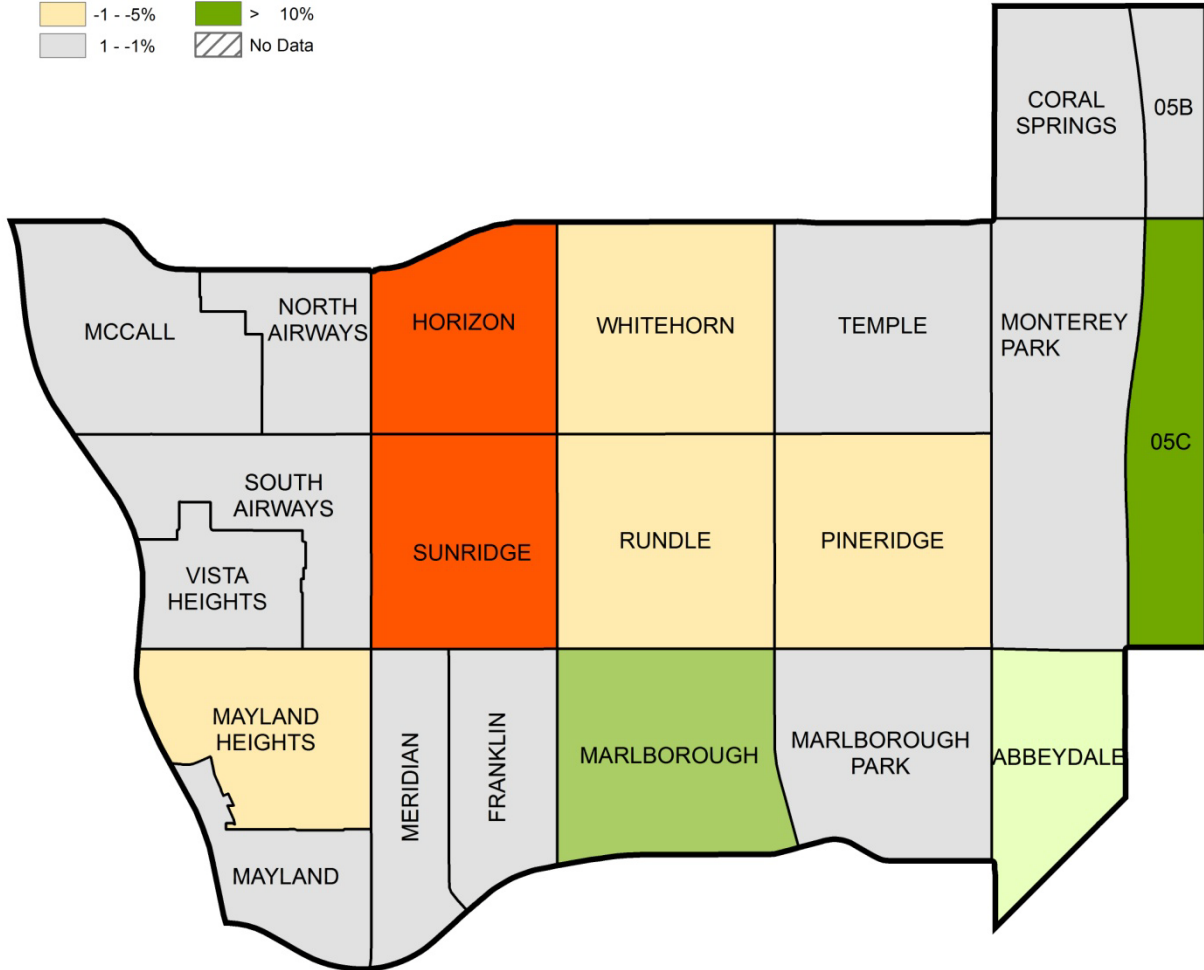 -1 - -5%
> 10%
1 - -1%
No Data
CORAL
SPRINGS
05B
MCCALL
NORTH
AIRWAYS
HORIZON
WHITEHORN
TEMPLE
MONTEREY
PARK
05C
SOUTH
AIRWAYS
SUNRIDGE
RUNDLE
PINERIDGE
VISTA
HEIGHTS
MAYLAND
HEIGHTS
MERIDIAN
FRANKLIN
MARLBOROUGH
MARLBOROUGH
PARK
ABBEYDALE
MAYLAND